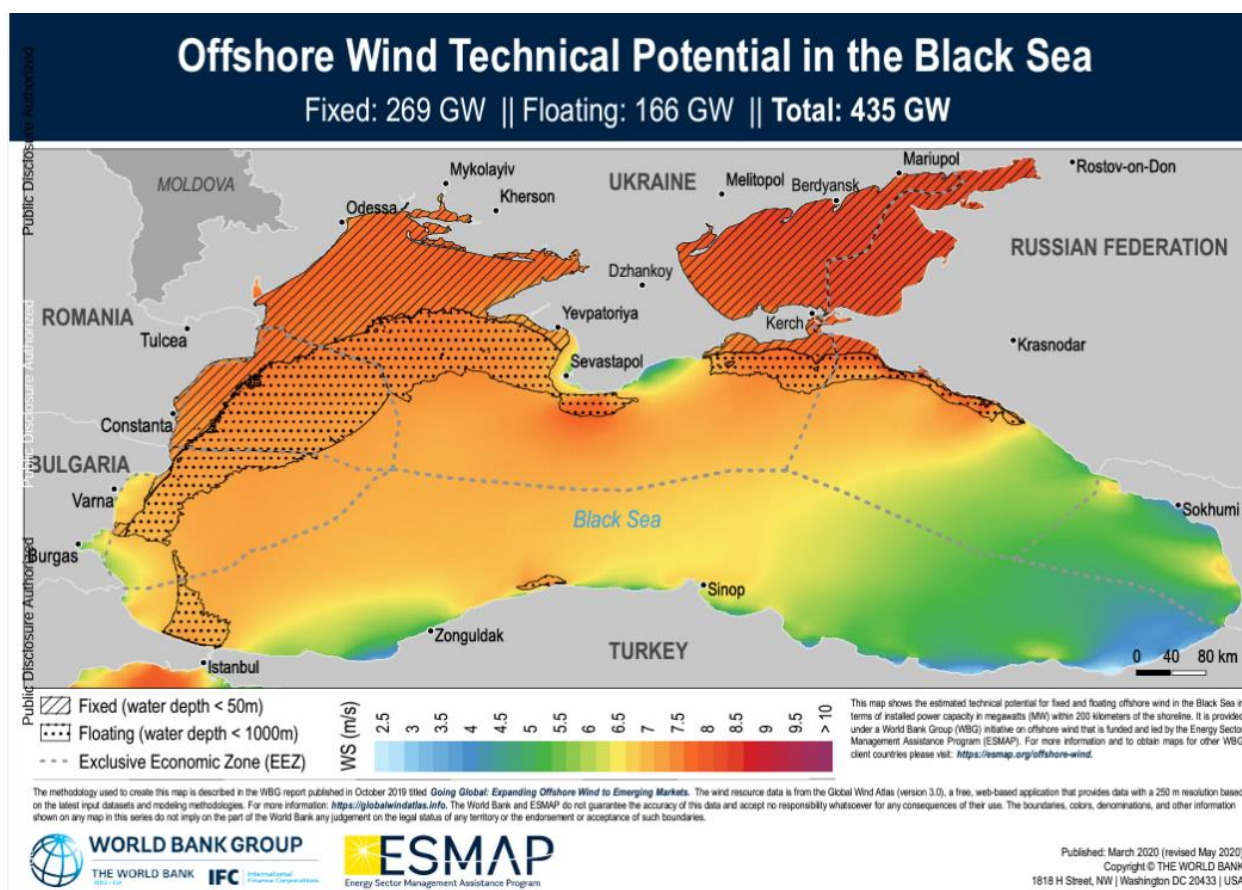 Offshore Wind Technical Potential in the Black Sea
Fixed: 269 GW || Floating: 166 GW || Total: 435 GW
Public Disclosure Authorized
Public Disclosure Authorized
Public Disclosure Authorized
MOLDOVA
Mykolayiv
Kherson
Odessa
UKRAINE
Melitopol
Berdyansk
Mariupol
Rostov-on-Don
RUSSIAN FEDERATION
Dzhankoy
ROMANIA
Tulcea
Yevpatoriya
Kerch
Krasnodar
Sevastapol
Constanta
BULGARIA
Varna
Black Sea
Sokhumi
Burgas
Sinop
Zonguldak
TURKEY
Istanbul
0 40 80 km
Fixed (water depth < 50m)
Floating (water depth < 1000m)
Exclusive Economic Zone (EEZ)
WS (m/s)
2.5 3 3.5 4 4.5 5 5.5 6 6.5 7 7.5 8 8.5 9 9.5 > 10
This map shows the estimated technical potential for fixed and floating offshore wind in the Black Sea in
terms of installed power capacity in megawatts (MW) within 200 kilometers of the shoreline. It is provided
under a World Bank Group (WBG) initiative on offshore wind that is funded and led by the Energy Sector
Management Assistance Program (ESMAP). For more information and to obtain maps for other WBG
client countries please visit: https://esmap.org/offshore-wind.
The methodology used to create this map is described in the WBG report published in October 2019 titled Going Global: Expanding Offshore Wind to Emerging Markets. The wind resource data is from the Global Wind Atlas (version 3.0), a free, web-based application that provides data with a 250 m resolution based
on the latest input datasets and modeling methodologies. For more information: https://globalwindatlas.info. The World Bank and ESMAP do not guarantee the accuracy of this data and accept no responsibility whatsoever for any consequences of their use. The boundaries, colors, denominations, and other information
shown on any map in this series do not imply on the part of the World Bank any judgement on the legal status of any territory or the endorsement or acceptance of such boundaries.
WORLD BANK GROUP
THE WORLD BANK
IBRD • IDA
IFC
International
Finance Corporation
ESMAP
Energy Sector Management Assistance Program
Published: March 2020 (revised May 2020)
Copyright © THE WORLD BANK
1818 H Street, NW | Washington DC 20433 | USA